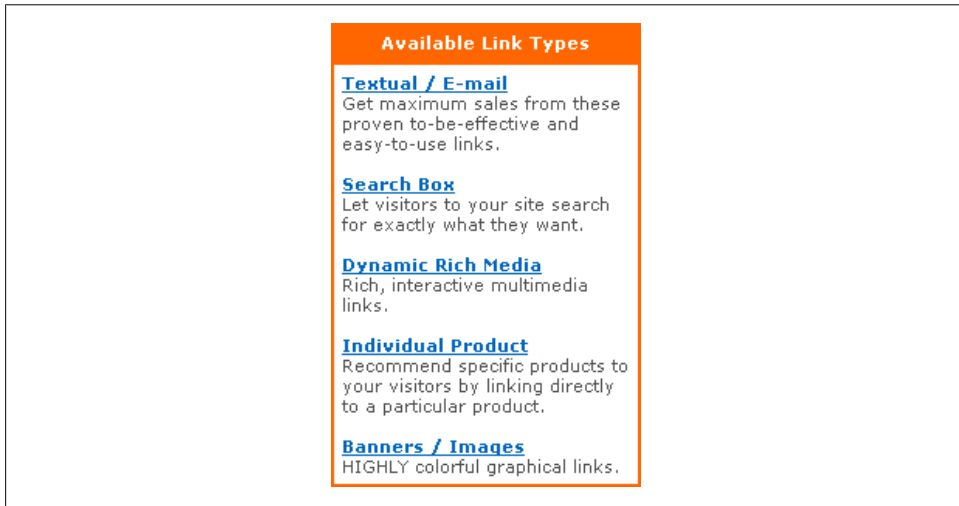 Available Link Types
Textual / E-mail
Get maximum sales from these
proven to-be-effective and
easy-to-use links.
Search Box
Let visitors to your site search
for exactly what they want.
Dynamic Rich Media
Rich, interactive multimedia
links.
Individual Product
Recommend specific products to
your visitors by linking directly
to a particular product.
Banners / Images
HIGHLY colorful graphical links.